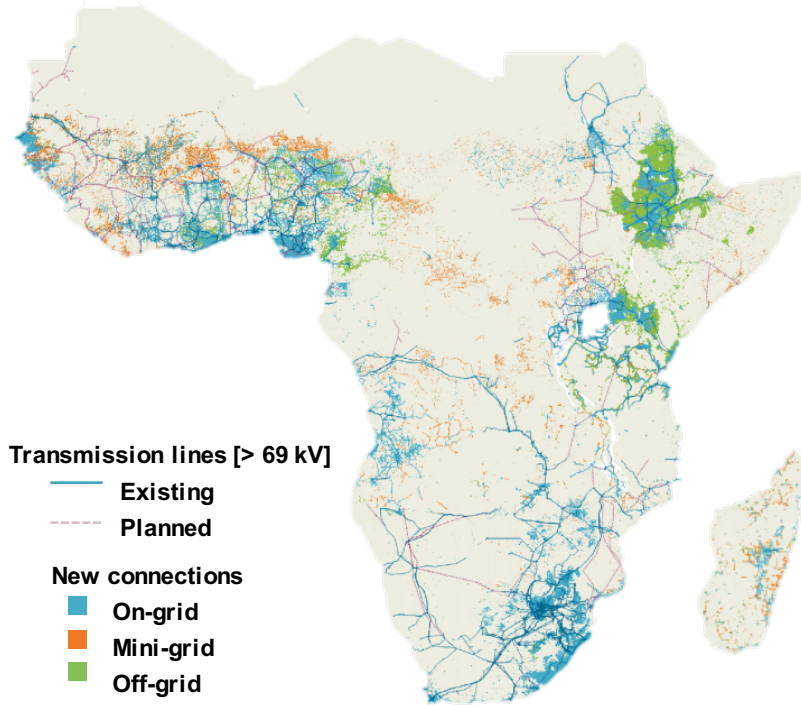 Transmission lines [> 69 kV]
Existing
Planned
New connections
On-grid
Mini-grid
Off-grid